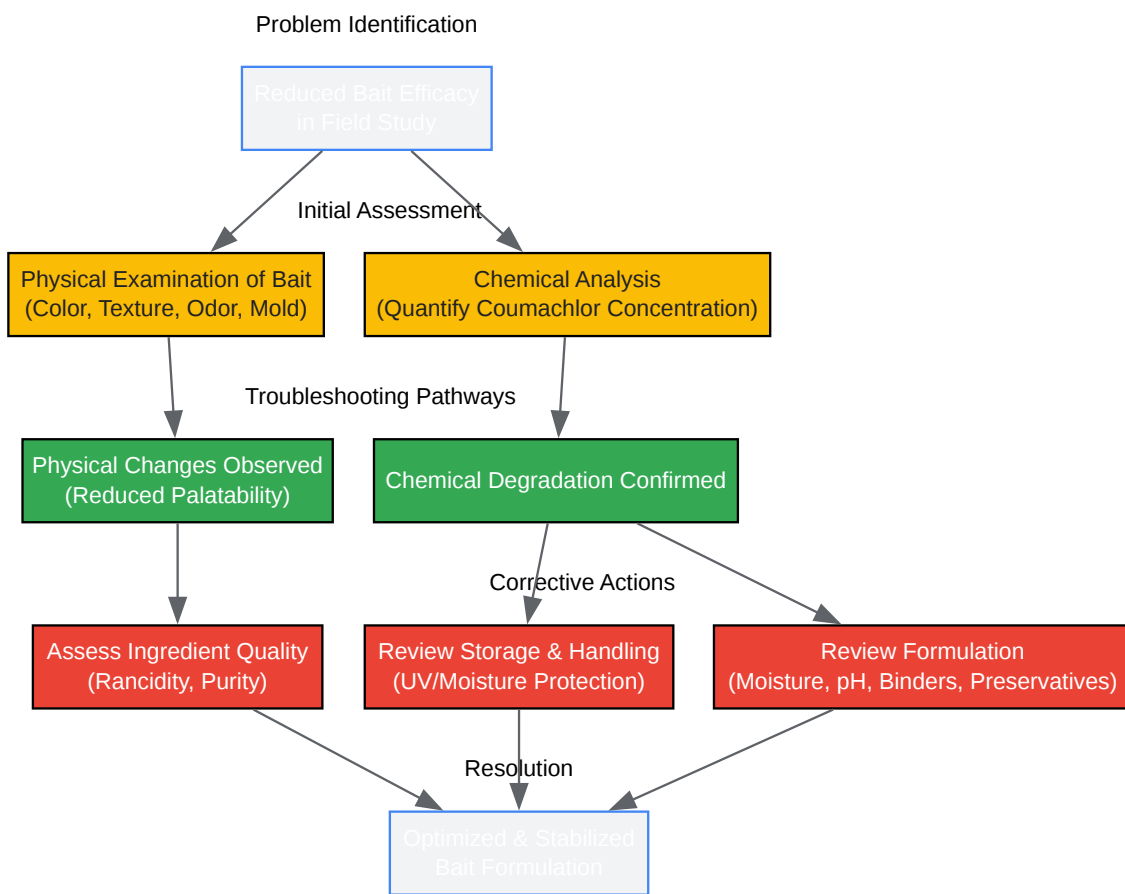 Problem Identification
Reduced Bait Efficacy
in Field Study
Initial Assessment
Physical Examination of Bait
(Color, Texture, Odor, Mold)
Chemical Analysis
(Quantify Coumachlor Concentration)
Troubleshooting Pathways
Physical Changes Observed
(Reduced Palatability)
Chemical Degradation Confirmed
Corrective Actions
Assess Ingredient Quality
(Rancidity, Purity)
Review Storage & Handling
(UV/Moisture Protection)
Review Formulation
(Moisture, pH, Binders, Preservatives)
Resolution
Optimized & Stabilized
Bait Formulation